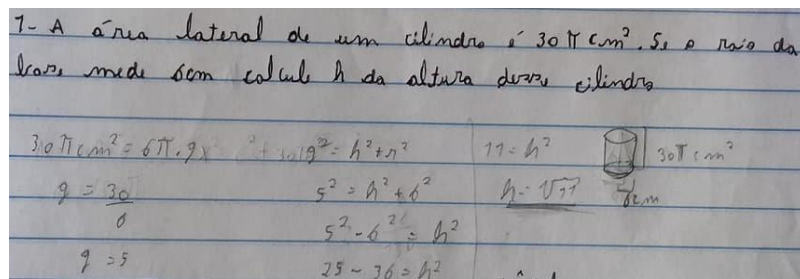 1- A área lateral de um cilindro é 30π cm². Se o raio da
base mede 6cm calcule h da altura desse cilindro
30π cm² = 6π.g
g = 30/6
g = 5
g² = h² + r²
5² = h² + 6²
5² - 6² = h²
25 - 36 = h²
11 = h²
h = √11
30π cm²
6cm